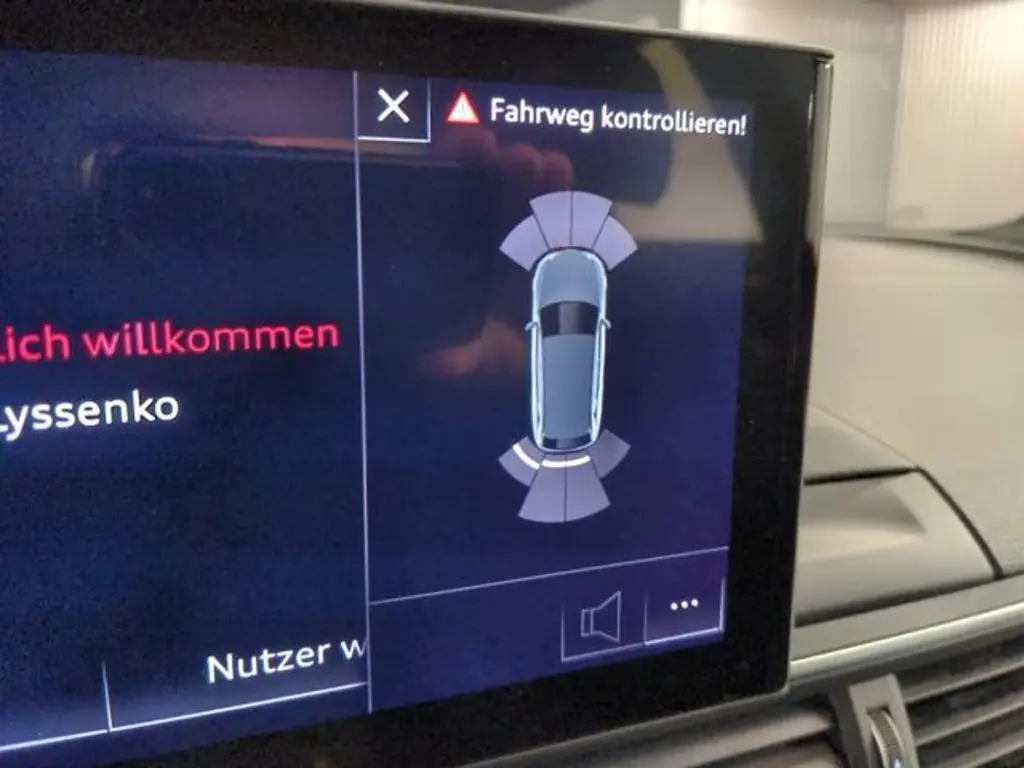 Fahrweg kontrollieren!
lich willkommen
Lyssenko
Nutzer w